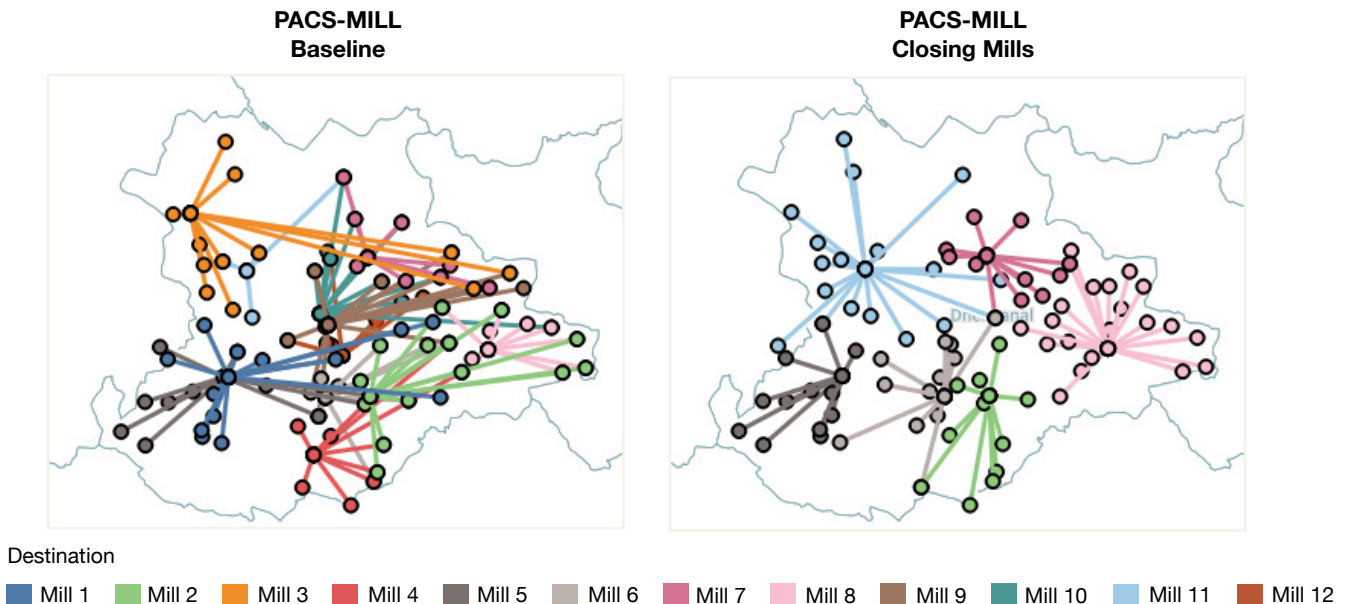 PACS-MILL
Baseline
PACS-MILL
Closing Mills
Destination
Mill 1 Mill 2 Mill 3 Mill 4 Mill 5 Mill 6 Mill 7 Mill 8 Mill 9 Mill 10 Mill 11 Mill 12